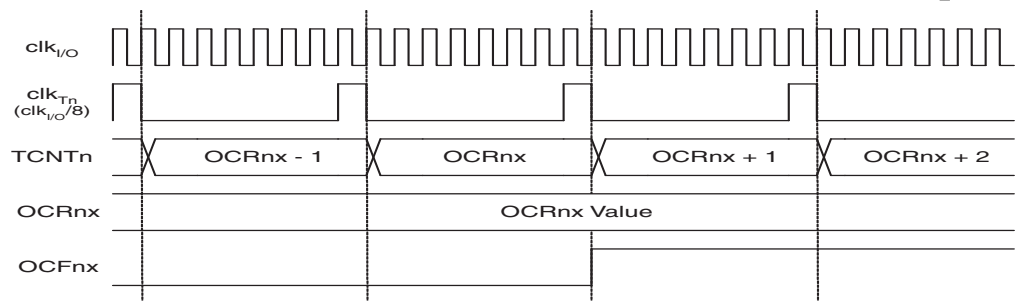 clkI/O
clkTn
(clkI/O/8)
TCNTn OCRnx - 1 OCRnx OCRnx + 1 OCRnx + 2
OCRnx OCRnx Value
OCFnx